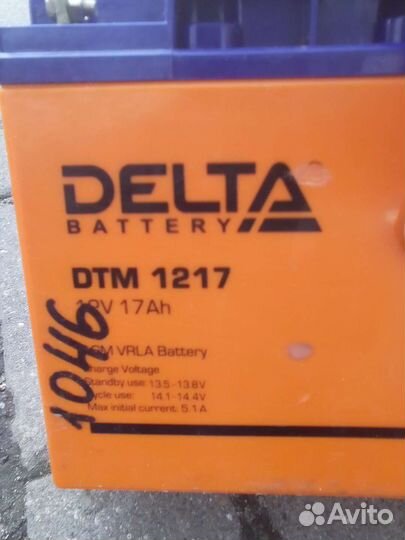 DELTA
BATTERY
DTM 1217
12V 17Ah
AGM VRLA Battery
Charge Voltage
Standby use: 13.5-13.8V
Cycle use: 14.1-14.4V
Max initial current: 5.1A
1046
Avito